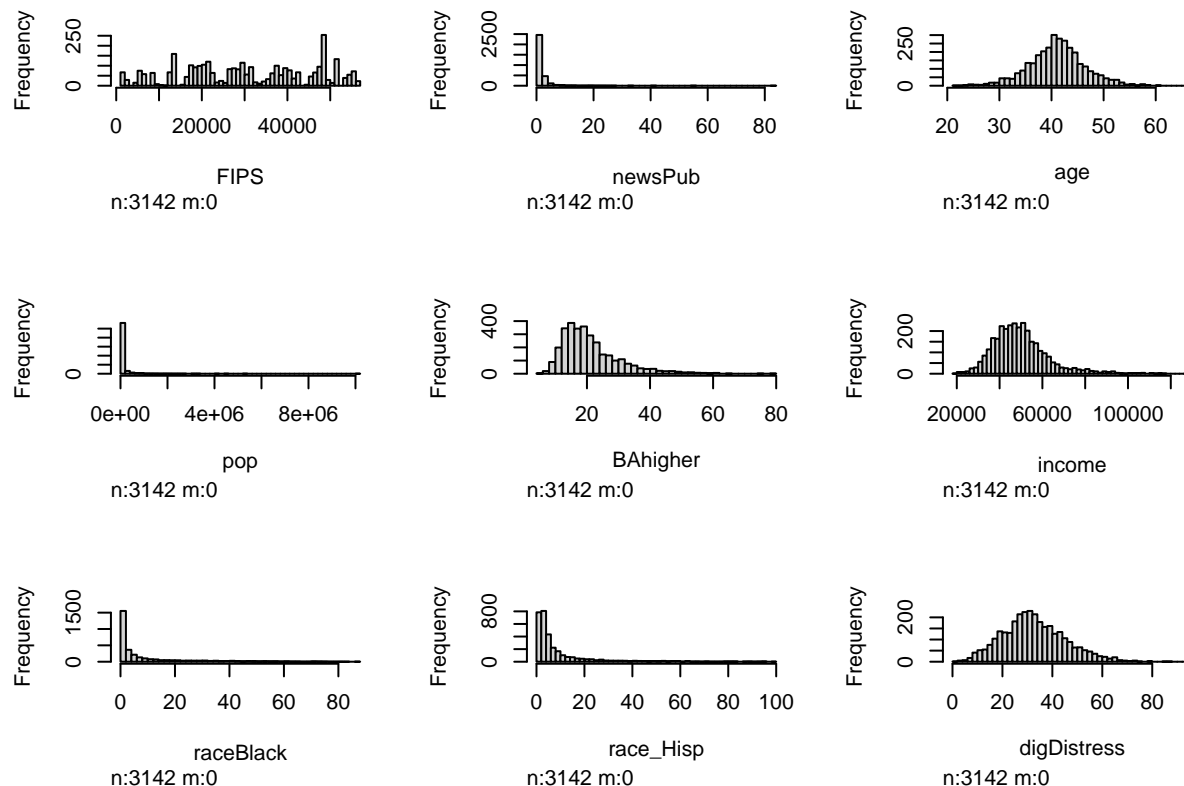 Frequency
250
0
0 20000 40000
FIPS
n:3142 m:0
Frequency
2500
0
0 20 40 60 80
newsPub
n:3142 m:0
Frequency
250
0
20 30 40 50 60
age
n:3142 m:0
Frequency
0
0e+00 4e+06 8e+06
pop
n:3142 m:0
Frequency
400
0
20 40 60 80
BAhigher
n:3142 m:0
Frequency
200
0
20000 60000 100000
income
n:3142 m:0
Frequency
1500
0
0 20 40 60 80
raceBlack
n:3142 m:0
Frequency
800
0
0 20 40 60 80 100
race_Hisp
n:3142 m:0
Frequency
200
0
0 20 40 60 80
digDistress
n:3142 m:0